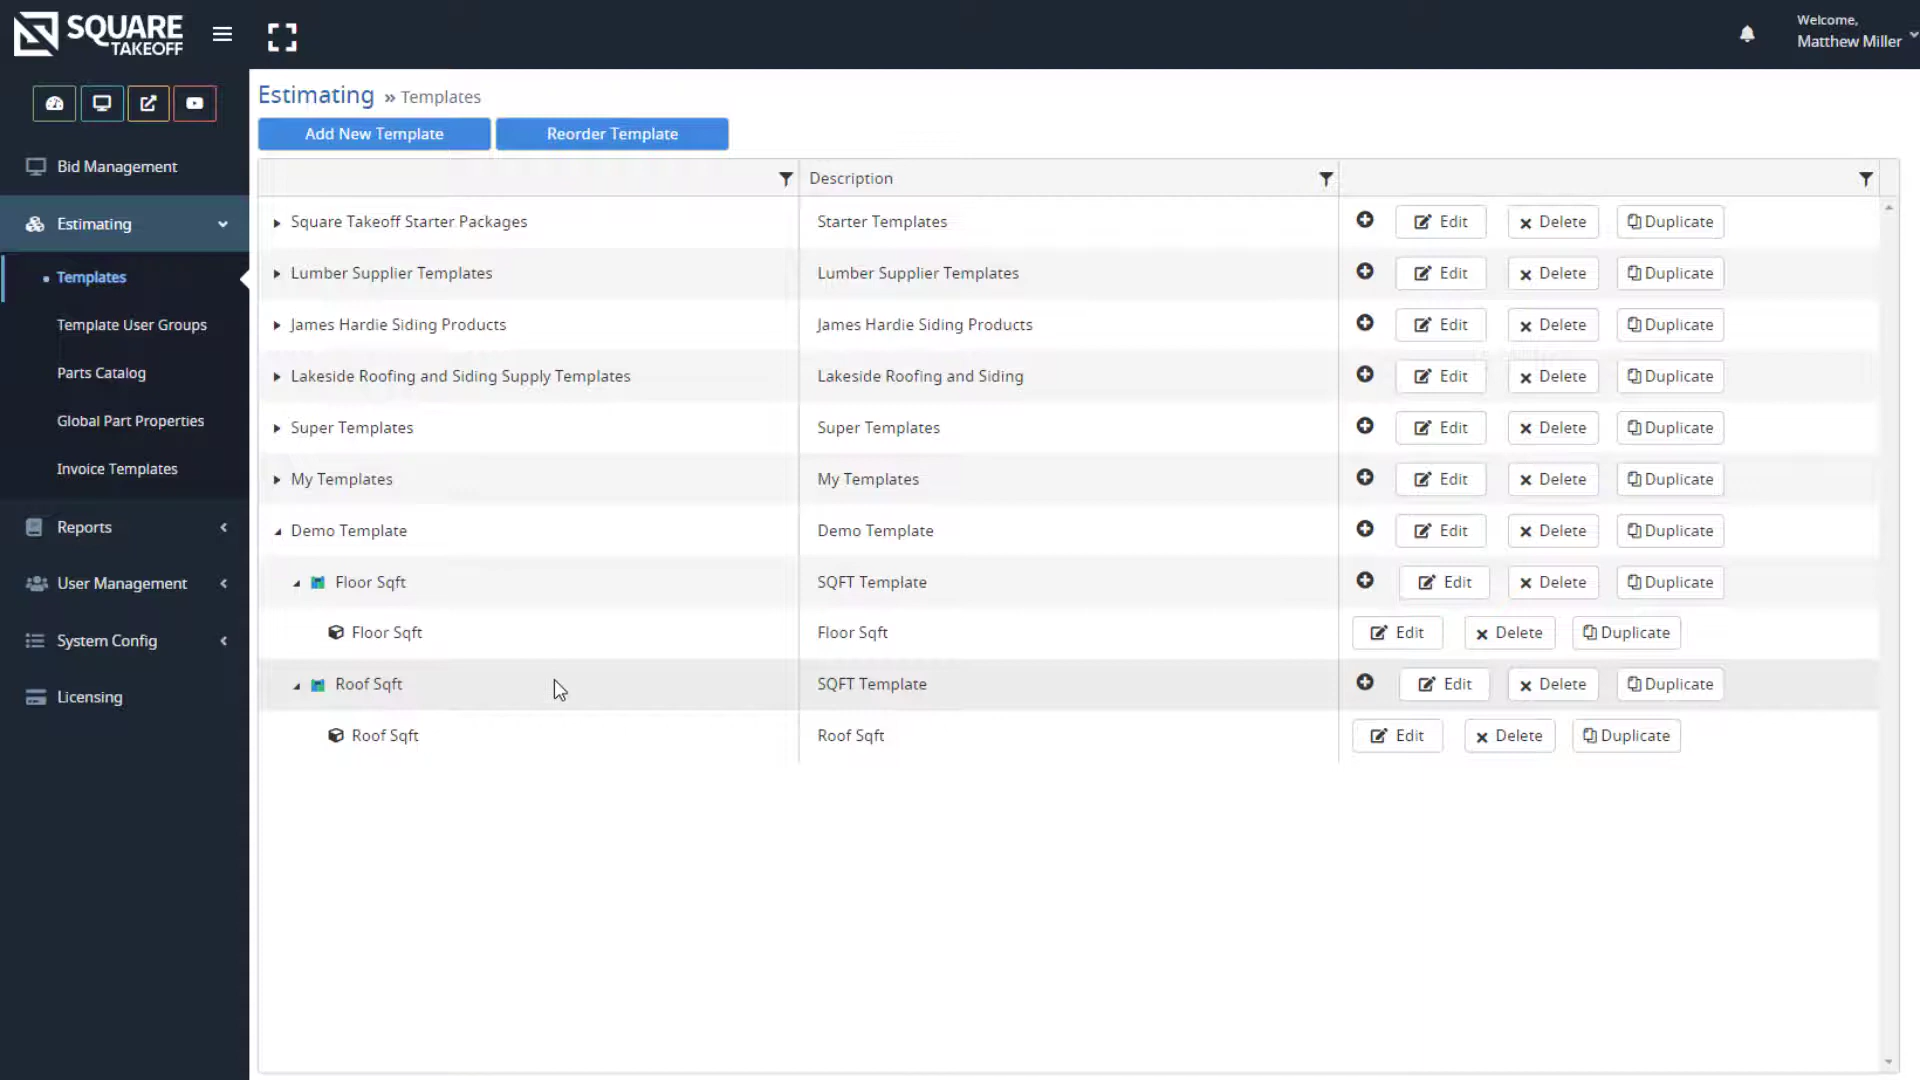 SQUARE
TAKEOFF
Welcome,
Matthew Miller
Bid Management
Estimating
Templates
Template User Groups
Parts Catalog
Global Part Properties
Invoice Templates
Reports
User Management
System Config
Licensing
Estimating » Templates
Add New Template Reorder Template
Description
Square Takeoff Starter Packages Starter Templates Edit Delete Duplicate
Lumber Supplier Templates Lumber Supplier Templates Edit Delete Duplicate
James Hardie Siding Products James Hardie Siding Products Edit Delete Duplicate
Lakeside Roofing and Siding Supply Templates Lakeside Roofing and Siding Edit Delete Duplicate
Super Templates Super Templates Edit Delete Duplicate
My Templates My Templates Edit Delete Duplicate
Demo Template Demo Template Edit Delete Duplicate
Floor Sqft SQFT Template Edit Delete Duplicate
Floor Sqft Floor Sqft Edit Delete Duplicate
Roof Sqft SQFT Template Edit Delete Duplicate
Roof Sqft Roof Sqft Edit Delete Duplicate